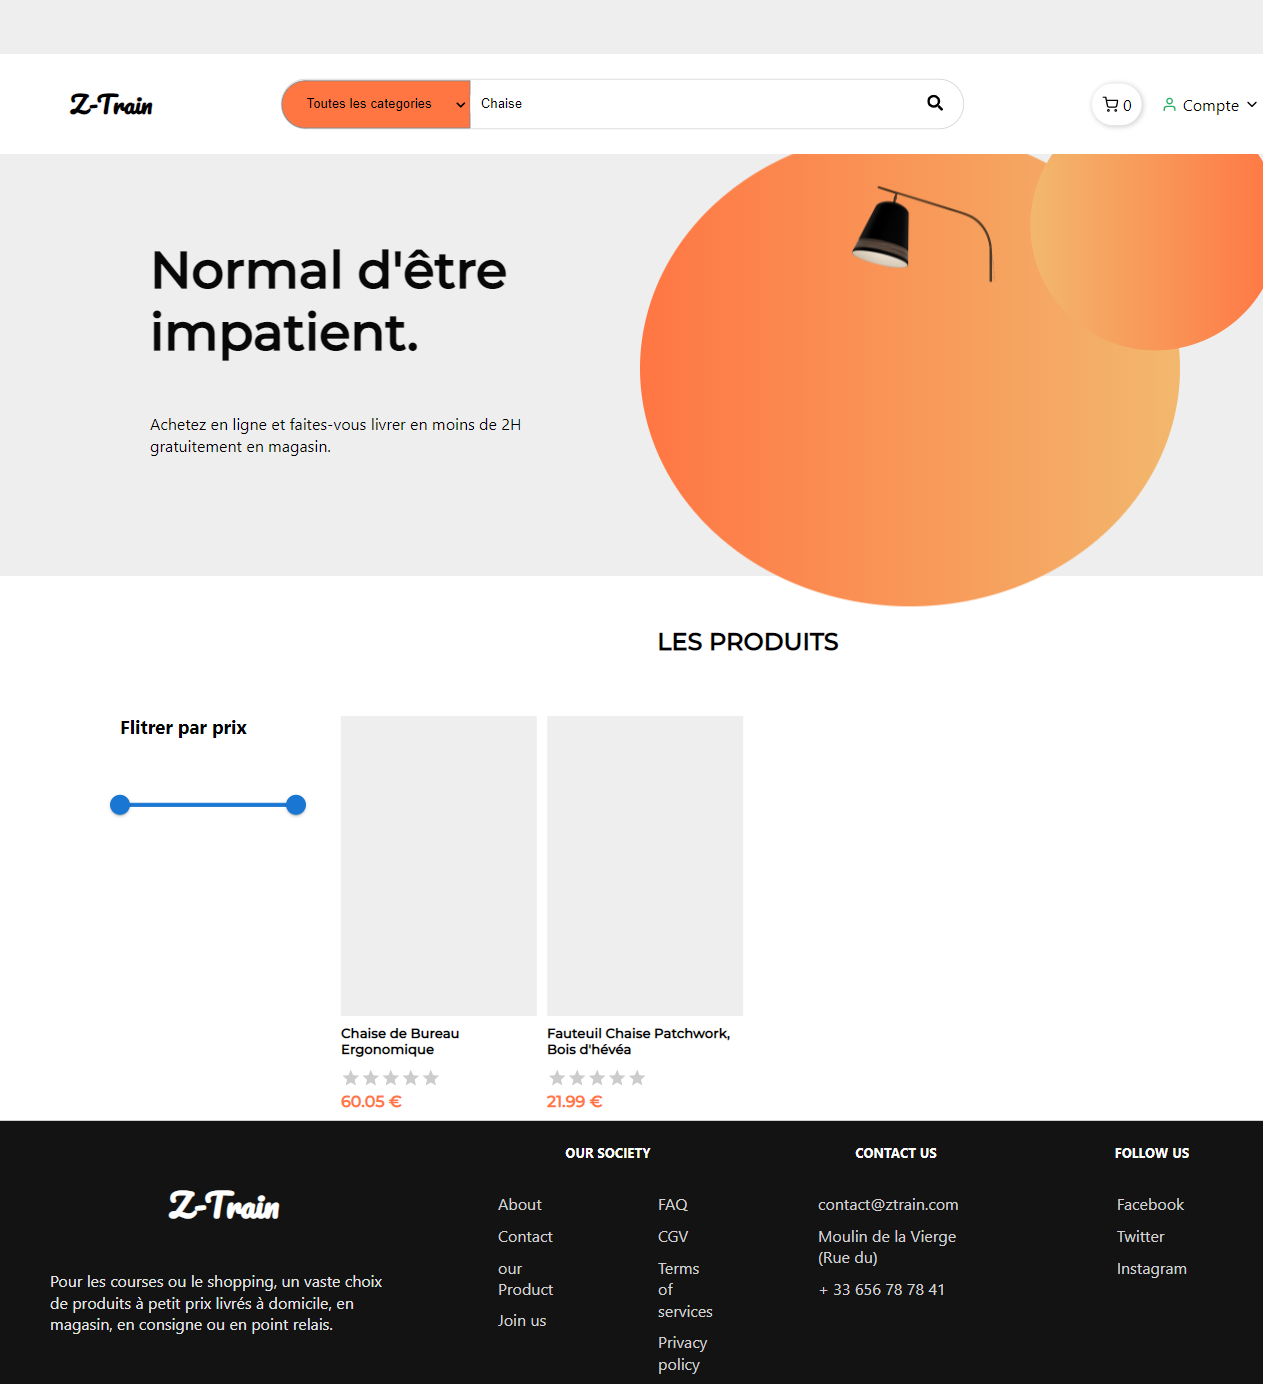 Z-Train
Toutes les categories
Chaise
0
Compte
Normal d'être
impatient.
Achetez en ligne et faites-vous livrer en moins de 2H
gratuitement en magasin.
LES PRODUITS
Flitrer par prix
Chaise de Bureau
Ergonomique
60.05 €
Fauteuil Chaise Patchwork,
Bois d'hévéa
21.99 €
Z-Train
Pour les courses ou le shopping, un vaste choix
de produits à petit prix livrés à domicile, en
magasin, en consigne ou en point relais.
OUR SOCIETY
About
Contact
our
Product
Join us
FAQ
CGV
Terms
of
services
Privacy
policy
CONTACT US
contact@ztrain.com
Moulin de la Vierge
(Rue du)
+ 33 656 78 78 41
FOLLOW US
Facebook
Twitter
Instagram